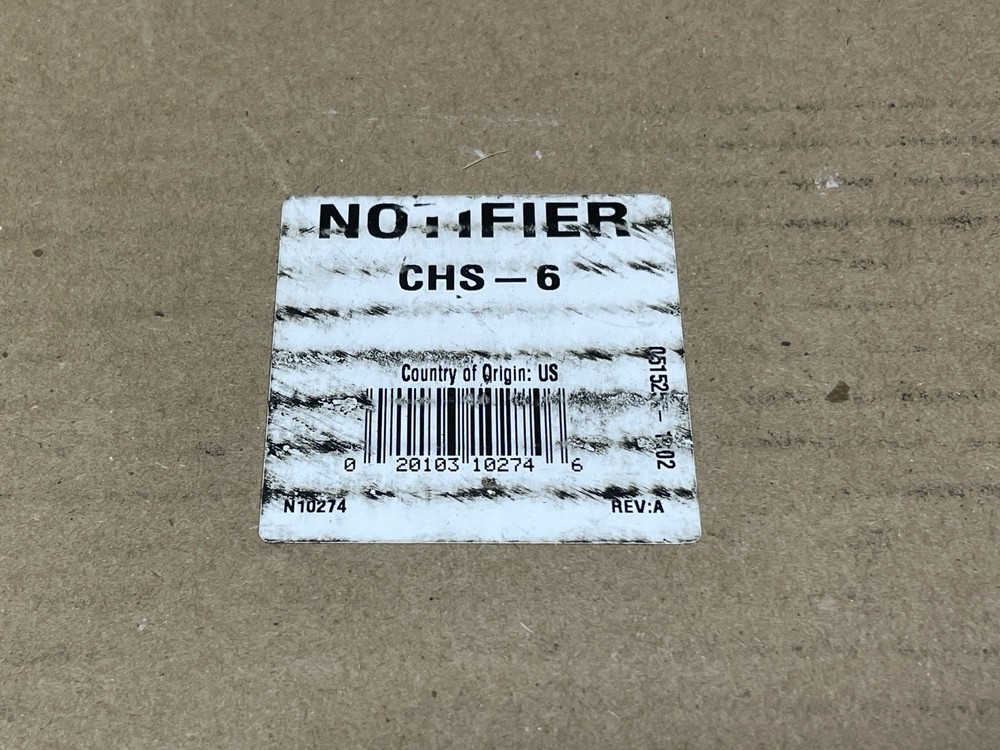 NOTIFIER
CHS – 6
Country of Origin: US
0 20103 10274 6
N10274
REV:A